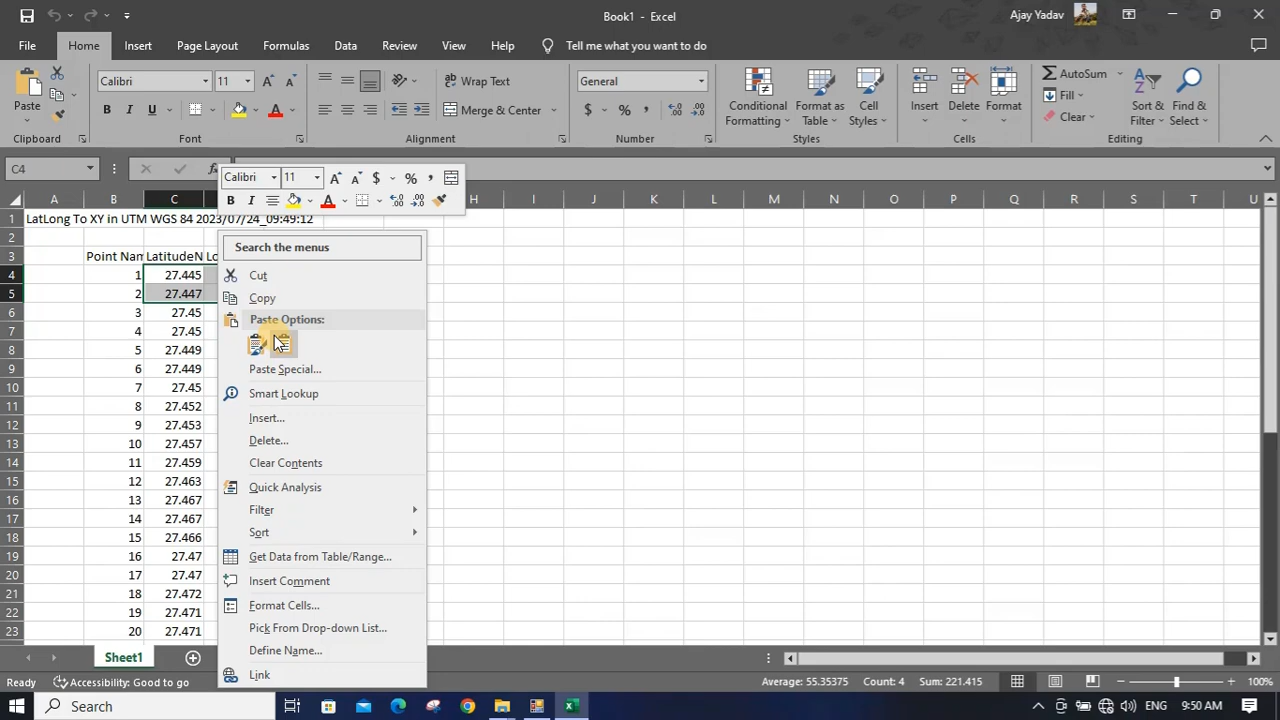 Book1 - Excel
Ajay Yadav
File Home Insert Page Layout Formulas Data Review View Help Tell me what you want to do
Paste
Calibri 11
B I U
Wrap Text
Merge & Center
General
$ % ,
Conditional Formatting
Format as Table
Cell Styles
Insert Delete Format
AutoSum
Fill
Clear
Sort & Filter
Find & Select
Clipboard Font Alignment Number Styles Cells Editing
C4
fx
Calibri 11 $ % ,
B I
A B C H I J K L M N O P Q R S T U
1 LatLong To XY in UTM WGS 84 2023/07/24_09:49:12
2
3 Point Nam LatitudeN Lo
4 1 27.445
5 2 27.447
6 3 27.45
7 4 27.45
8 5 27.449
9 6 27.449
10 7 27.45
11 8 27.452
12 9 27.453
13 10 27.457
14 11 27.459
15 12 27.463
16 13 27.467
17 14 27.467
18 15 27.466
19 16 27.47
20 17 27.47
21 18 27.472
22 19 27.471
23 20 27.471
Search the menus
Cut
Copy
Paste Options:
Paste Special...
Smart Lookup
Insert...
Delete...
Clear Contents
Quick Analysis
Filter
Sort
Get Data from Table/Range...
Insert Comment
Format Cells...
Pick From Drop-down List...
Define Name...
Link
Sheet1
Ready Accessibility: Good to go Average: 55.35375 Count: 4 Sum: 221.415 100%
Search ENG 9:50 AM